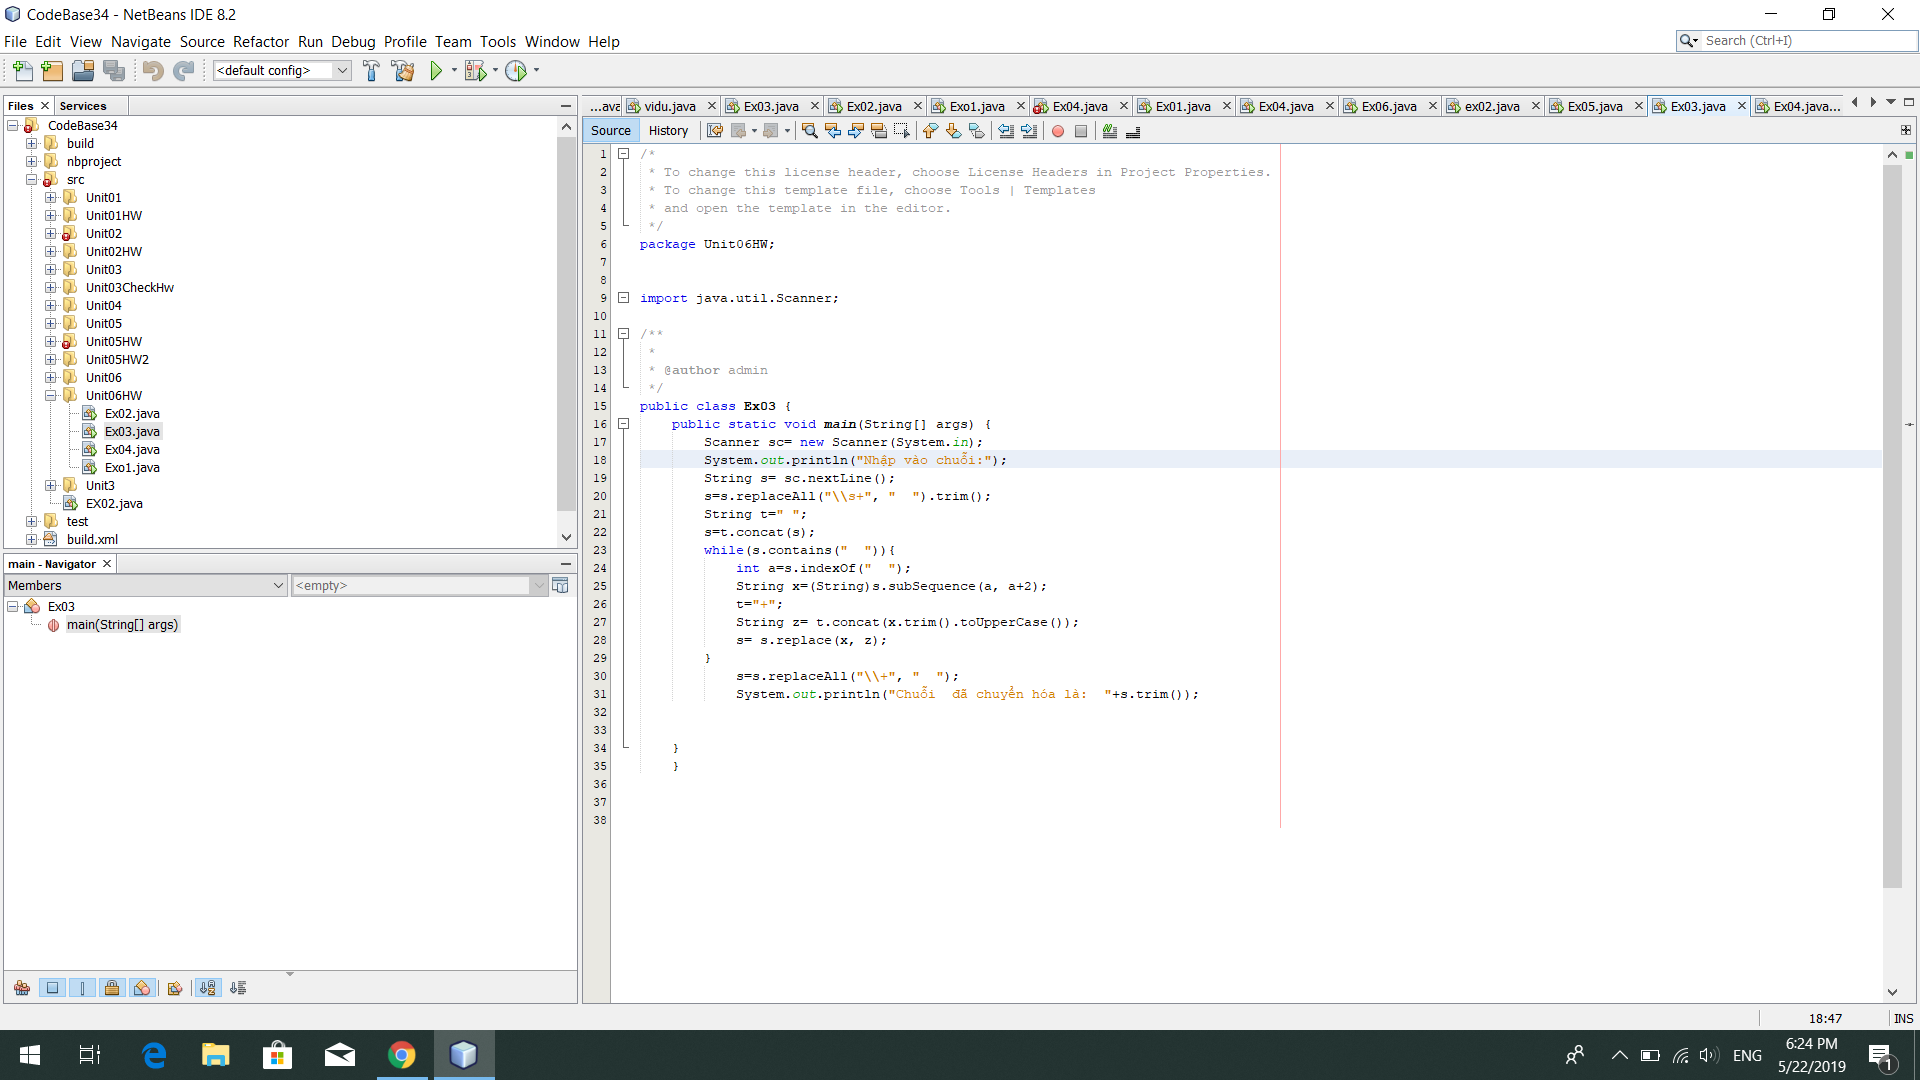 CodeBase34 - NetBeans IDE 8.2
File Edit View Navigate Source Refactor Run Debug Profile Team Tools Window Help
Search (Ctrl+I)
<default config>
Files
Services
CodeBase34
build
nbproject
src
Unit01
Unit01HW
Unit02
Unit02HW
Unit03
Unit03CheckHw
Unit04
Unit05
Unit05HW
Unit05HW2
Unit06
Unit06HW
Ex02.java
Ex03.java
Ex04.java
Exo1.java
Unit3
EX02.java
test
build.xml
main - Navigator
Members
<empty>
Ex03
main(String[] args)
...ava vidu.java Ex03.java Ex02.java Exo1.java Ex04.java Ex01.java Ex04.java Ex06.java ex02.java Ex05.java Ex03.java Ex04.java...
Source History
1 /*
2 * To change this license header, choose License Headers in Project Properties.
3 * To change this template file, choose Tools | Templates
4 * and open the template in the editor.
5 */
6 package Unit06HW;
7
8
9 import java.util.Scanner;
10
11 /**
12 *
13 * @author admin
14 */
15 public class Ex03 {
16 public static void main(String[] args) {
17 Scanner sc= new Scanner(System.in);
18 System.out.println("Nhập vào chuỗi:");
19 String s= sc.nextLine();
20 s=s.replaceAll("\\s+", "  ").trim();
21 String t=" ";
22 s=t.concat(s);
23 while(s.contains("  ")){
24 int a=s.indexOf("  ");
25 String x=(String)s.subSequence(a, a+2);
26 t="+";
27 String z= t.concat(x.trim().toUpperCase());
28 s= s.replace(x, z);
29 }
30 s=s.replaceAll("\\+", "  ");
31 System.out.println("Chuỗi  đã chuyển hóa là:  "+s.trim());
32
33
34 }
35 }
36
37
38
18:47
INS
ENG
6:24 PM
5/22/2019
1